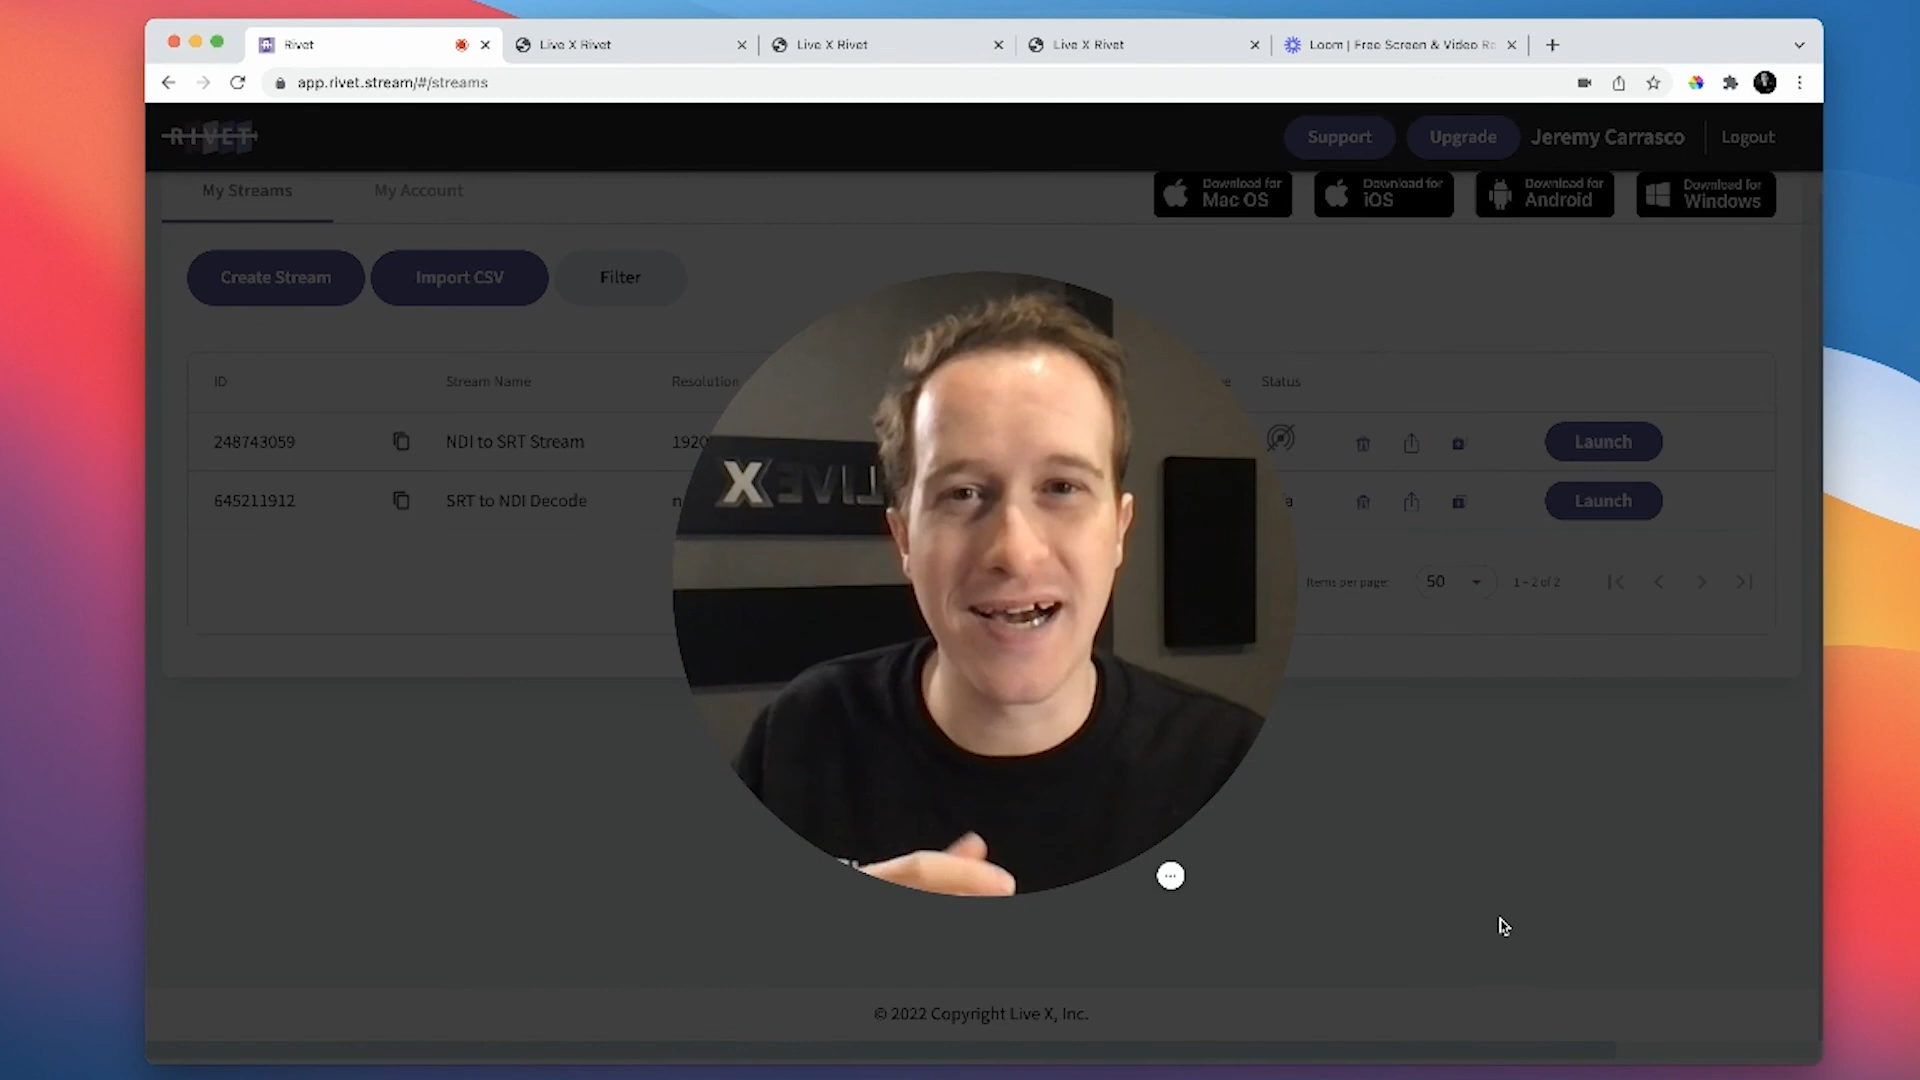 Rivet
Live X Rivet
Live X Rivet
Live X Rivet
Loom | Free Screen & Video Re
app.rivet.stream/#/streams
RIVET
Support
Upgrade
Jeremy Carrasco
Logout
My Streams
My Account
Download for
Mac OS
Download for
iOS
Download for
Android
Download for
Windows
Create Stream
Import CSV
Filter
ID
Stream Name
Resolution
Status
248743059
NDI to SRT Stream
1920
Launch
645211912
SRT to NDI Decode
n
a
Launch
LIVE X
Items per page:
50
1 – 2 of 2
© 2022 Copyright Live X, Inc.